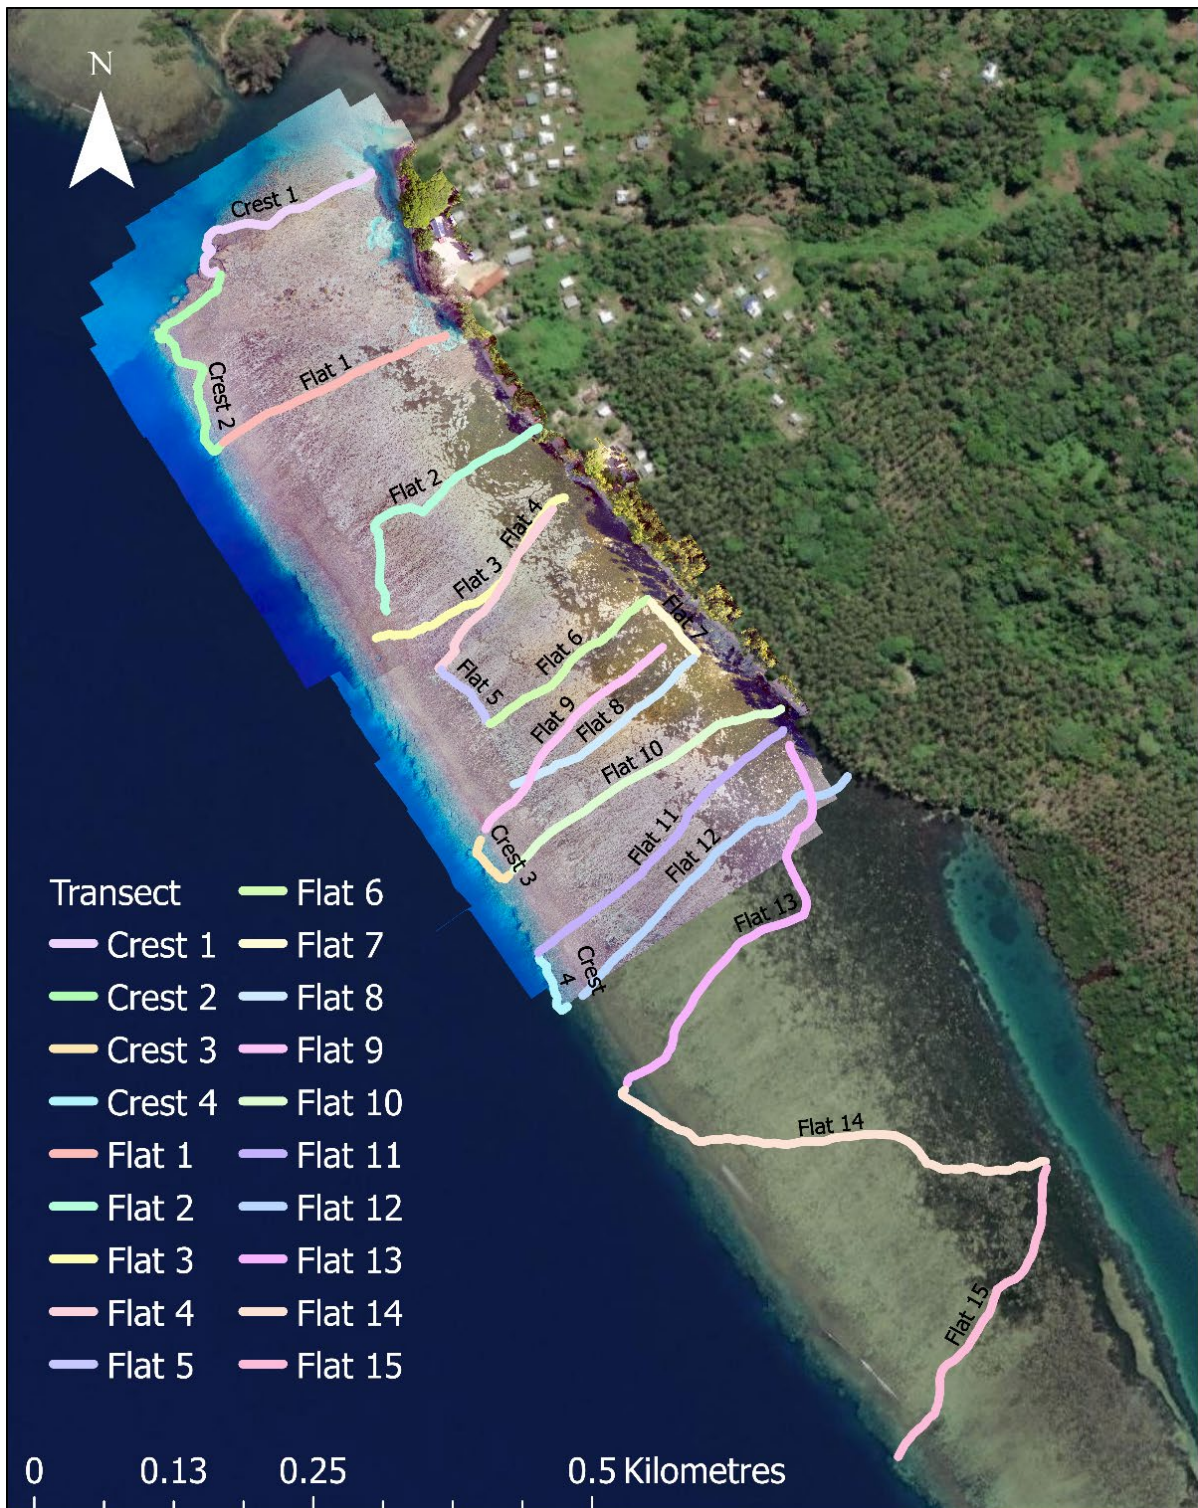 N
Crest 1
Crest 2
Flat 1
Flat 2
Flat 4
Flat 3
Flat 7
Flat 6
Flat 5
Flat 9
Flat 8
Flat 10
Flat 11
Flat 12
Crest 3
Flat 13
Crest 4
Flat 14
Flat 15
Transect
Crest 1
Crest 2
Crest 3
Crest 4
Flat 1
Flat 2
Flat 3
Flat 4
Flat 5
Flat 6
Flat 7
Flat 8
Flat 9
Flat 10
Flat 11
Flat 12
Flat 13
Flat 14
Flat 15
0 0.13 0.25 0.5 Kilometres